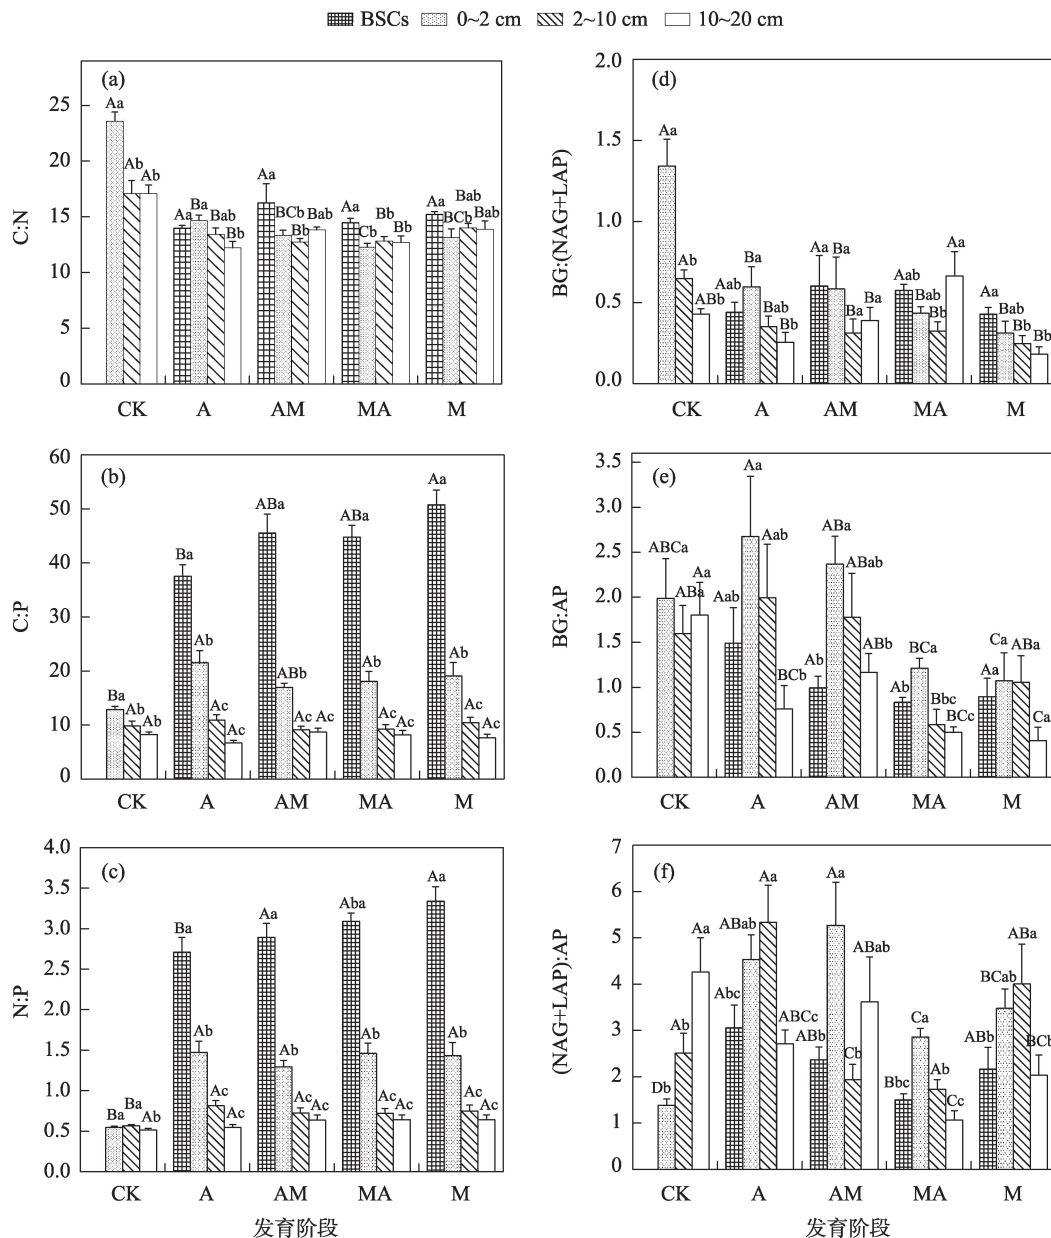 BSCs 0~2 cm 2~10 cm 10~20 cm
(a)
C:N
25
20
15
10
5
0
Aa Ab Ab
Aa Ba Bab Bb
Aa BCb Bb Bab
Aa Cb Bb Bb
Aa BCb Bab Bab
CK A AM MA M
(b)
C:P
60
50
40
30
20
10
0
Ba Ab Ab
Ba Ab Ac Ac
ABa ABb Ac Ac
ABa Ab Ac Ac
Aa Ab Ac Ac
CK A AM MA M
(c)
N:P
4.0
3.5
3.0
2.5
2.0
1.5
1.0
0.5
0.0
Ba Ba Ab
Ba Ab Ac Ac
Aa Ab Ac Ac
Aba Ab Ac Ac
Aa Ab Ac Ac
CK A AM MA M
发育阶段
(d)
BG:(NAG+LAP)
2.0
1.5
1.0
0.5
0.0
Aa Ab ABb
Aab Ba Bab Bb
Aa Ba Ba Ba
Aab Bab Bb Aa
Aa Bab Bb Bb
CK A AM MA M
(e)
BG:AP
3.5
3.0
2.5
2.0
1.5
1.0
0.5
0.0
ABCa ABa Aa
Aab Aa Aab BCb
Ab ABa ABab ABb
Ab BCa Bbc BCc
Aa Ca ABa Ca
CK A AM MA M
(f)
(NAG+LAP):AP
7
6
5
4
3
2
1
0
Db Ab Aa
Abc ABab Aa ABCc
ABb Aa Cb ABab
Bbc Ca Ab Cc
ABb BCab ABa BCb
CK A AM MA M
发育阶段